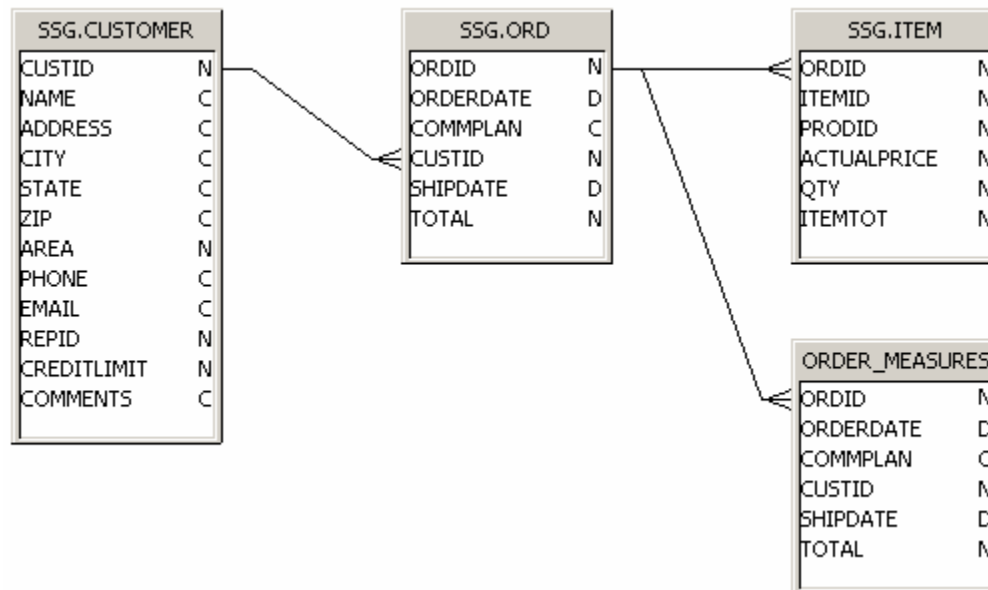 SSG.CUSTOMER
CUSTID N
NAME C
ADDRESS C
CITY C
STATE C
ZIP C
AREA N
PHONE C
EMAIL C
REPID N
CREDITLIMIT N
COMMENTS C
SSG.ORD
ORDID N
ORDERDATE D
COMMPLAN C
CUSTID N
SHIPDATE D
TOTAL N
SSG.ITEM
ORDID N
ITEMID N
PRODID N
ACTUALPRICE N
QTY N
ITEMTOT N
ORDER_MEASURES
ORDID N
ORDERDATE D
COMMPLAN C
CUSTID N
SHIPDATE D
TOTAL N